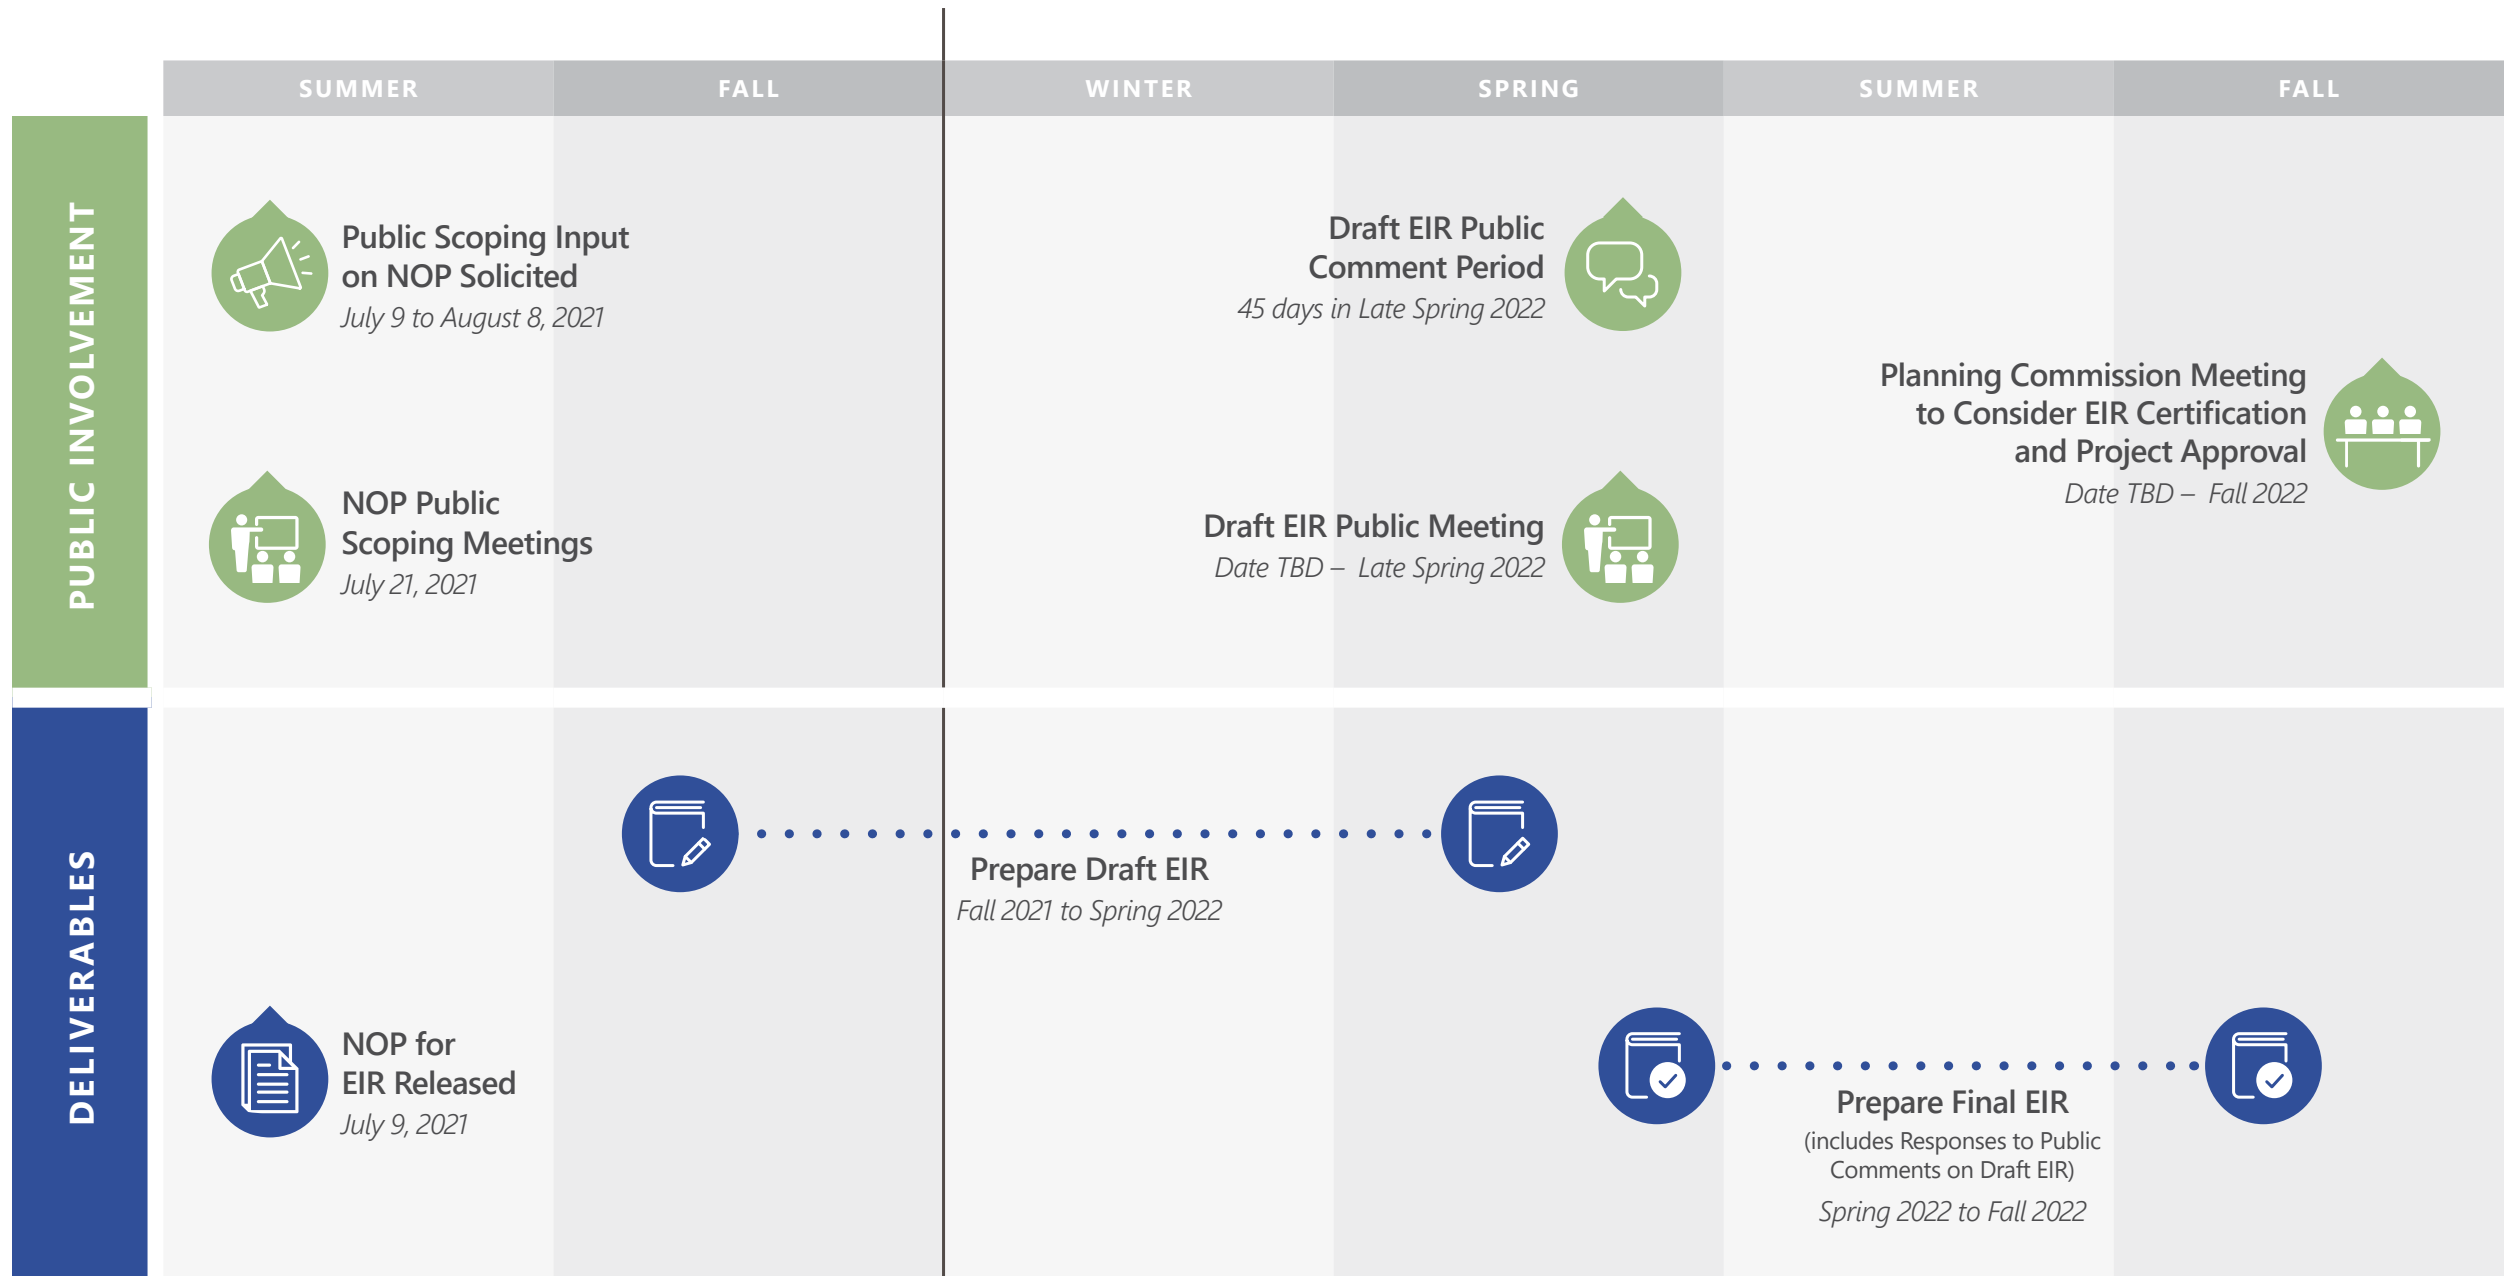 SUMMER
FALL
WINTER
SPRING
SUMMER
FALL
PUBLIC INVOLVEMENT
Public Scoping Input
on NOP Solicited
July 9 to August 8, 2021
NOP Public
Scoping Meetings
July 21, 2021
Draft EIR Public
Comment Period
45 days in Late Spring 2022
Draft EIR Public Meeting
Date TBD – Late Spring 2022
Planning Commission Meeting
to Consider EIR Certification
and Project Approval
Date TBD – Fall 2022
DELIVERABLES
Prepare Draft EIR
Fall 2021 to Spring 2022
NOP for
EIR Released
July 9, 2021
Prepare Final EIR
(includes Responses to Public
Comments on Draft EIR)
Spring 2022 to Fall 2022